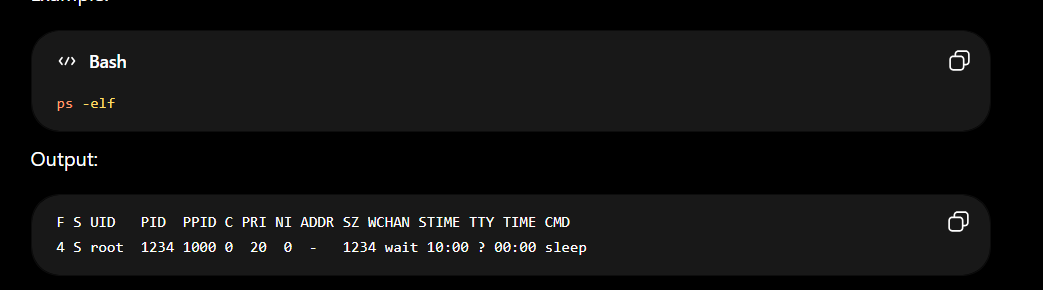 Example:
Bash
ps -elf
Output:
F S UID   PID  PPID C PRI NI ADDR SZ WCHAN STIME TTY TIME CMD
4 S root  1234 1000 0  20  0  -   1234 wait 10:00 ? 00:00 sleep